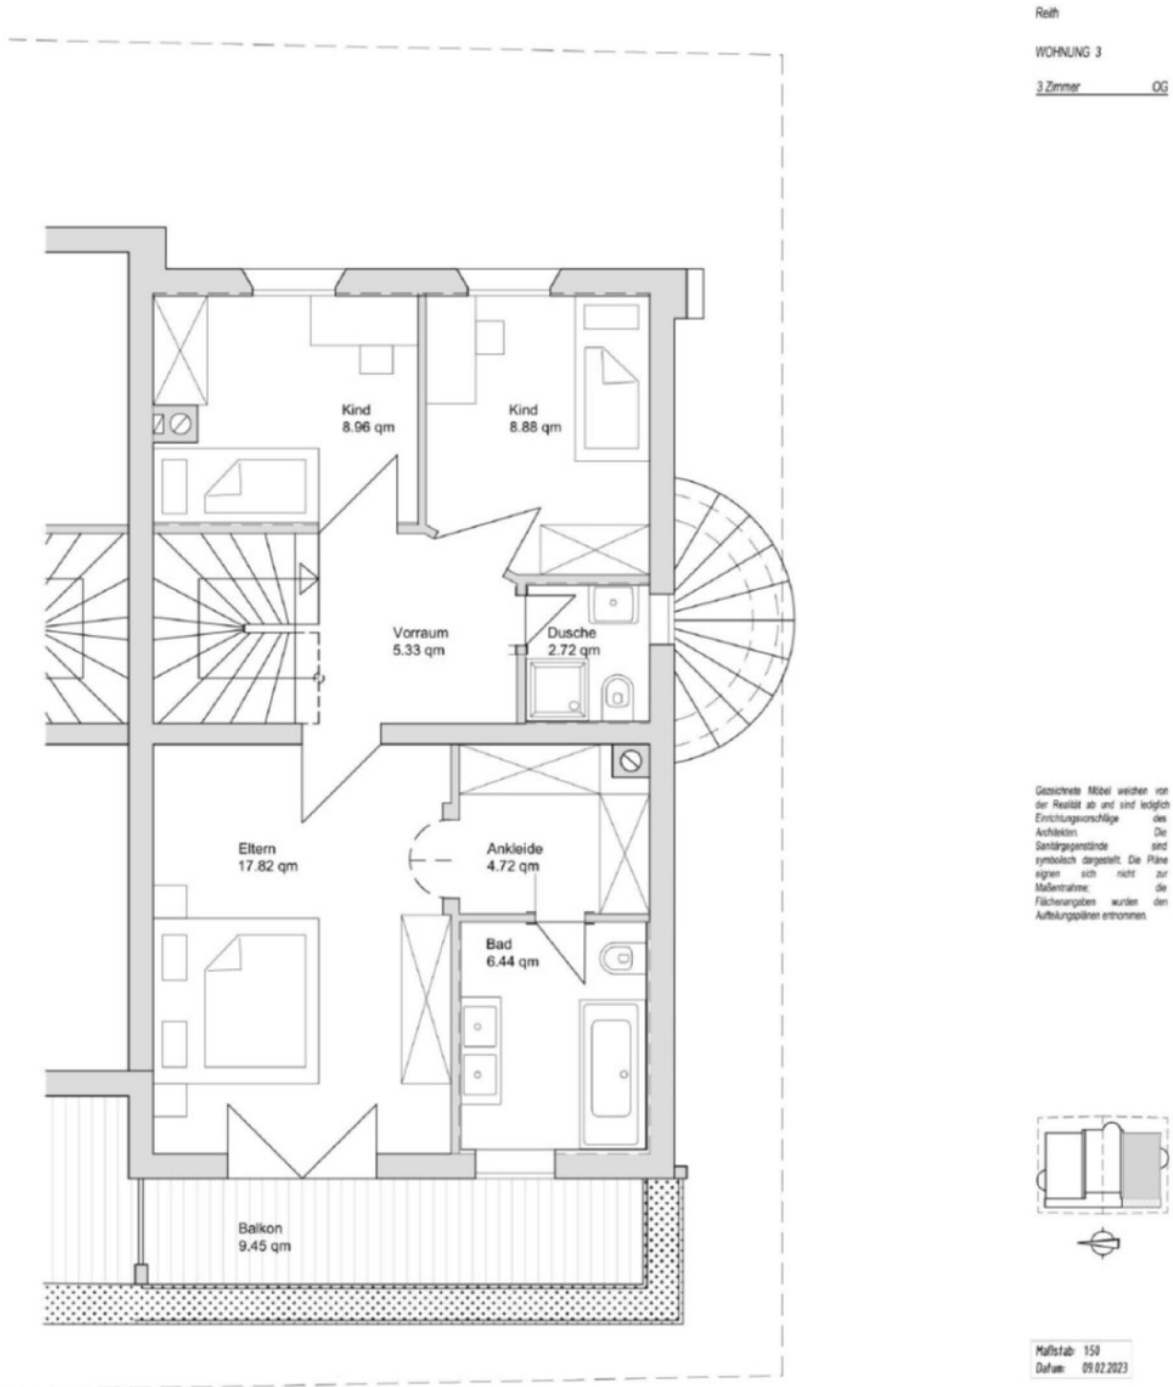 Reith
WOHNUNG 3
3 Zimmer OG
Kind
8.96 qm
Kind
8.88 qm
Vorraum
5.33 qm
Dusche
2.72 qm
Eltern
17.82 qm
Ankleide
4.72 qm
Bad
6.44 qm
Balkon
9.45 qm
Gezeichnete Möbel weichen von
der Realität ab und sind lediglich
Einrichtungsvorschläge des
Architekten. Die
Sanitärgegenstände sind
symbolisch dargestellt. Die Pläne
eignen sich nicht zur
Maßentnahme; die
Flächenangaben wurden den
Aufteilungsplänen entnommen.
Maßstab: 1:50
Datum: 09.02.2023